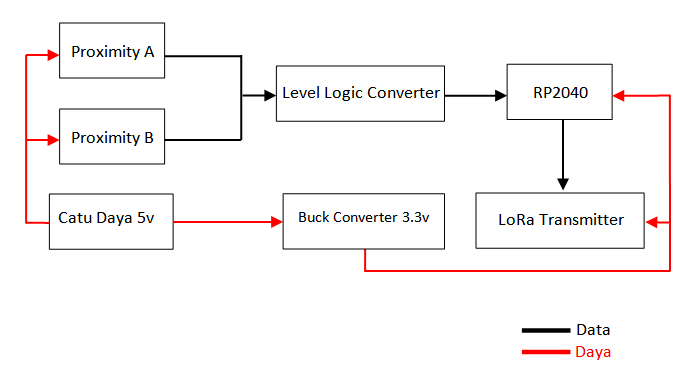 Proximity A
Level Logic Converter
RP2040
Proximity B
Catu Daya 5v
Buck Converter 3.3v
LoRa Transmitter
Data
Daya